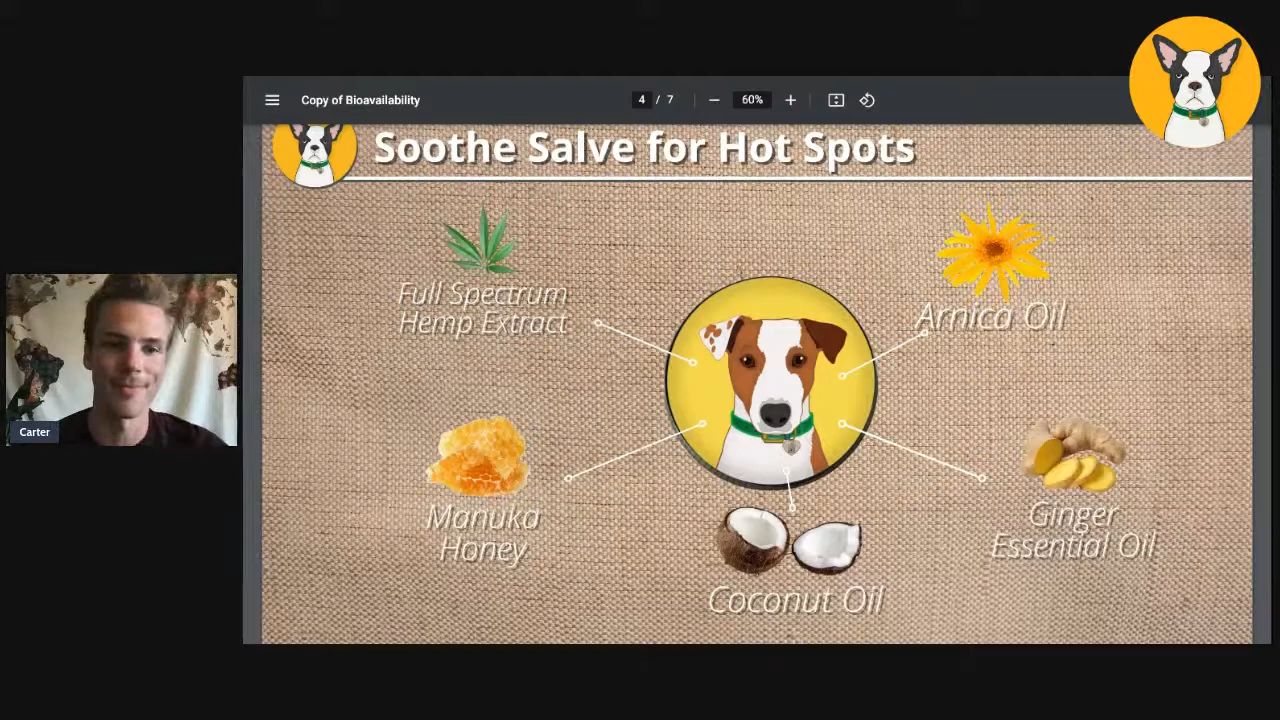 Copy of Bioavailability
4 / 7
60%
Soothe Salve for Hot Spots
Full Spectrum
Hemp Extract
Arnica Oil
Manuka
Honey
Ginger
Essential Oil
Coconut Oil
Carter